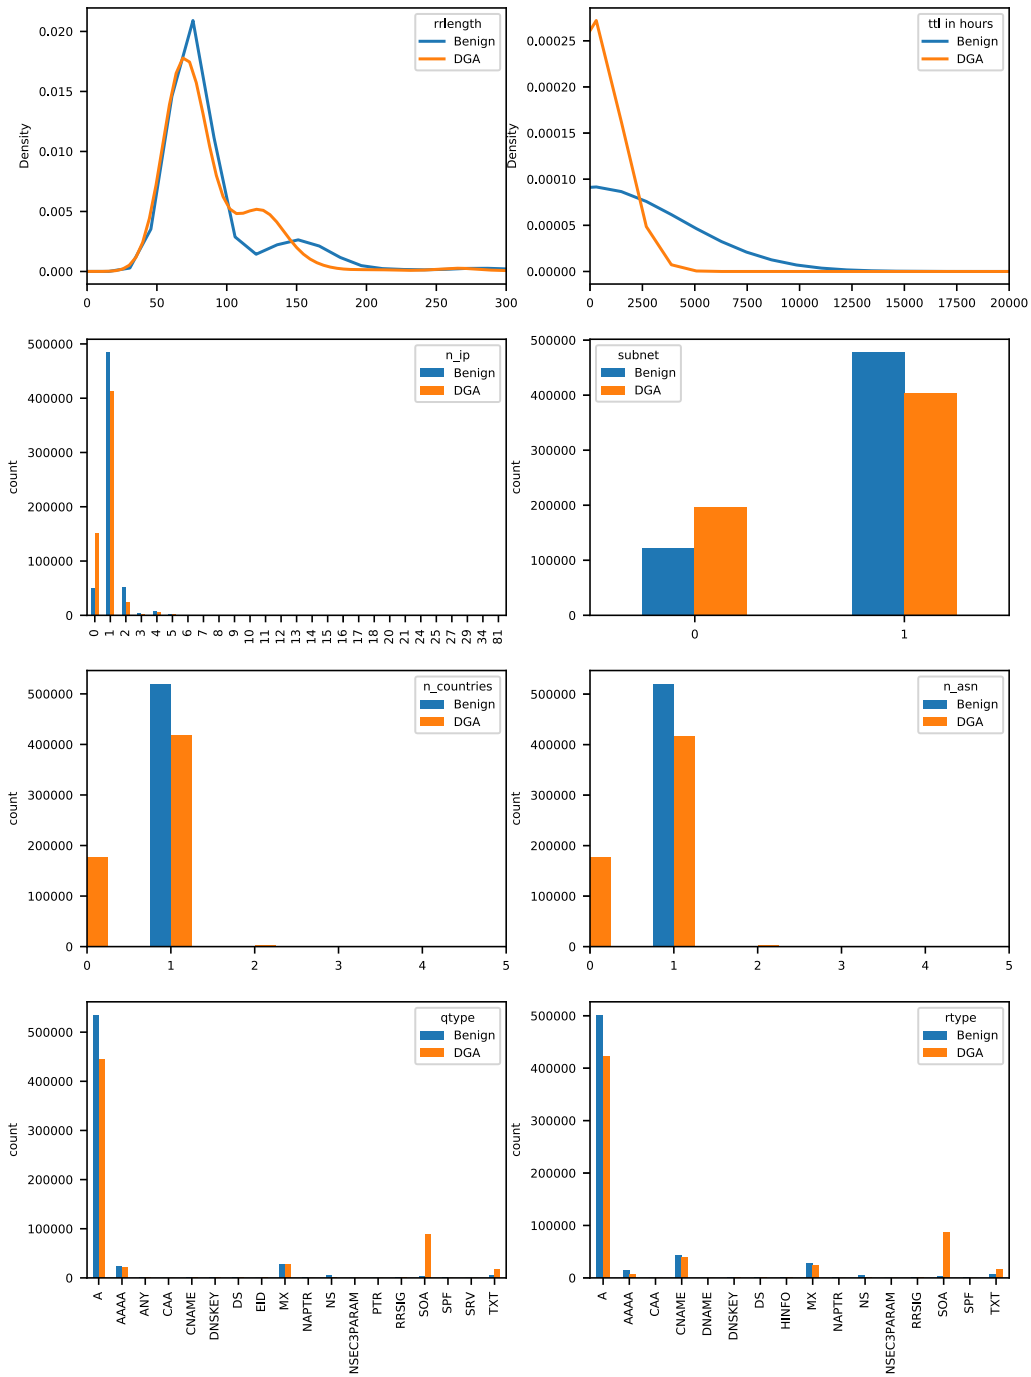 rrlength
Benign
DGA
Density
0.020
0.015
0.010
0.005
0.000
0 50 100 150 200 250 300
ttl in hours
Benign
DGA
Density
0.00025
0.00020
0.00015
0.00010
0.00005
0.00000
0 2500 5000 7500 10000 12500 15000 17500 20000
n_ip
Benign
DGA
count
500000
400000
300000
200000
100000
0
0 1 2 3 4 5 6 7 8 9 10 11 12 13 14 15 16 17 18 20 21 24 25 27 29 34 81
subnet
Benign
DGA
count
500000
400000
300000
200000
100000
0
0 1
n_countries
Benign
DGA
count
500000
400000
300000
200000
100000
0
0 1 2 3 4 5
n_asn
Benign
DGA
count
500000
400000
300000
200000
100000
0
0 1 2 3 4 5
qtype
Benign
DGA
count
500000
400000
300000
200000
100000
0
A AAAA ANY CAA CNAME DNSKEY DS EID MX NAPTR NS NSEC3PARAM PTR RRSIG SOA SPF SRV TXT
rtype
Benign
DGA
count
500000
400000
300000
200000
100000
0
A AAAA CAA CNAME DNAME DNSKEY DS HINFO MX NAPTR NS NSEC3PARAM RRSIG SOA SPF TXT